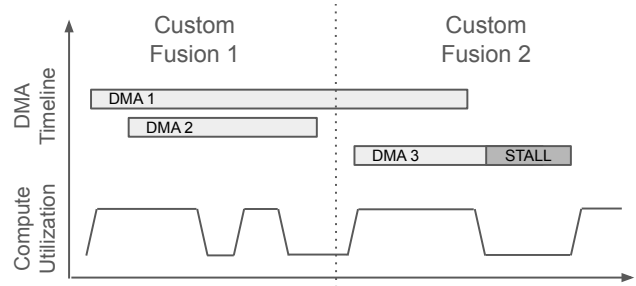 Custom
Fusion 1
Custom
Fusion 2
DMA
Timeline
DMA 1
DMA 2
DMA 3
STALL
Compute
Utilization